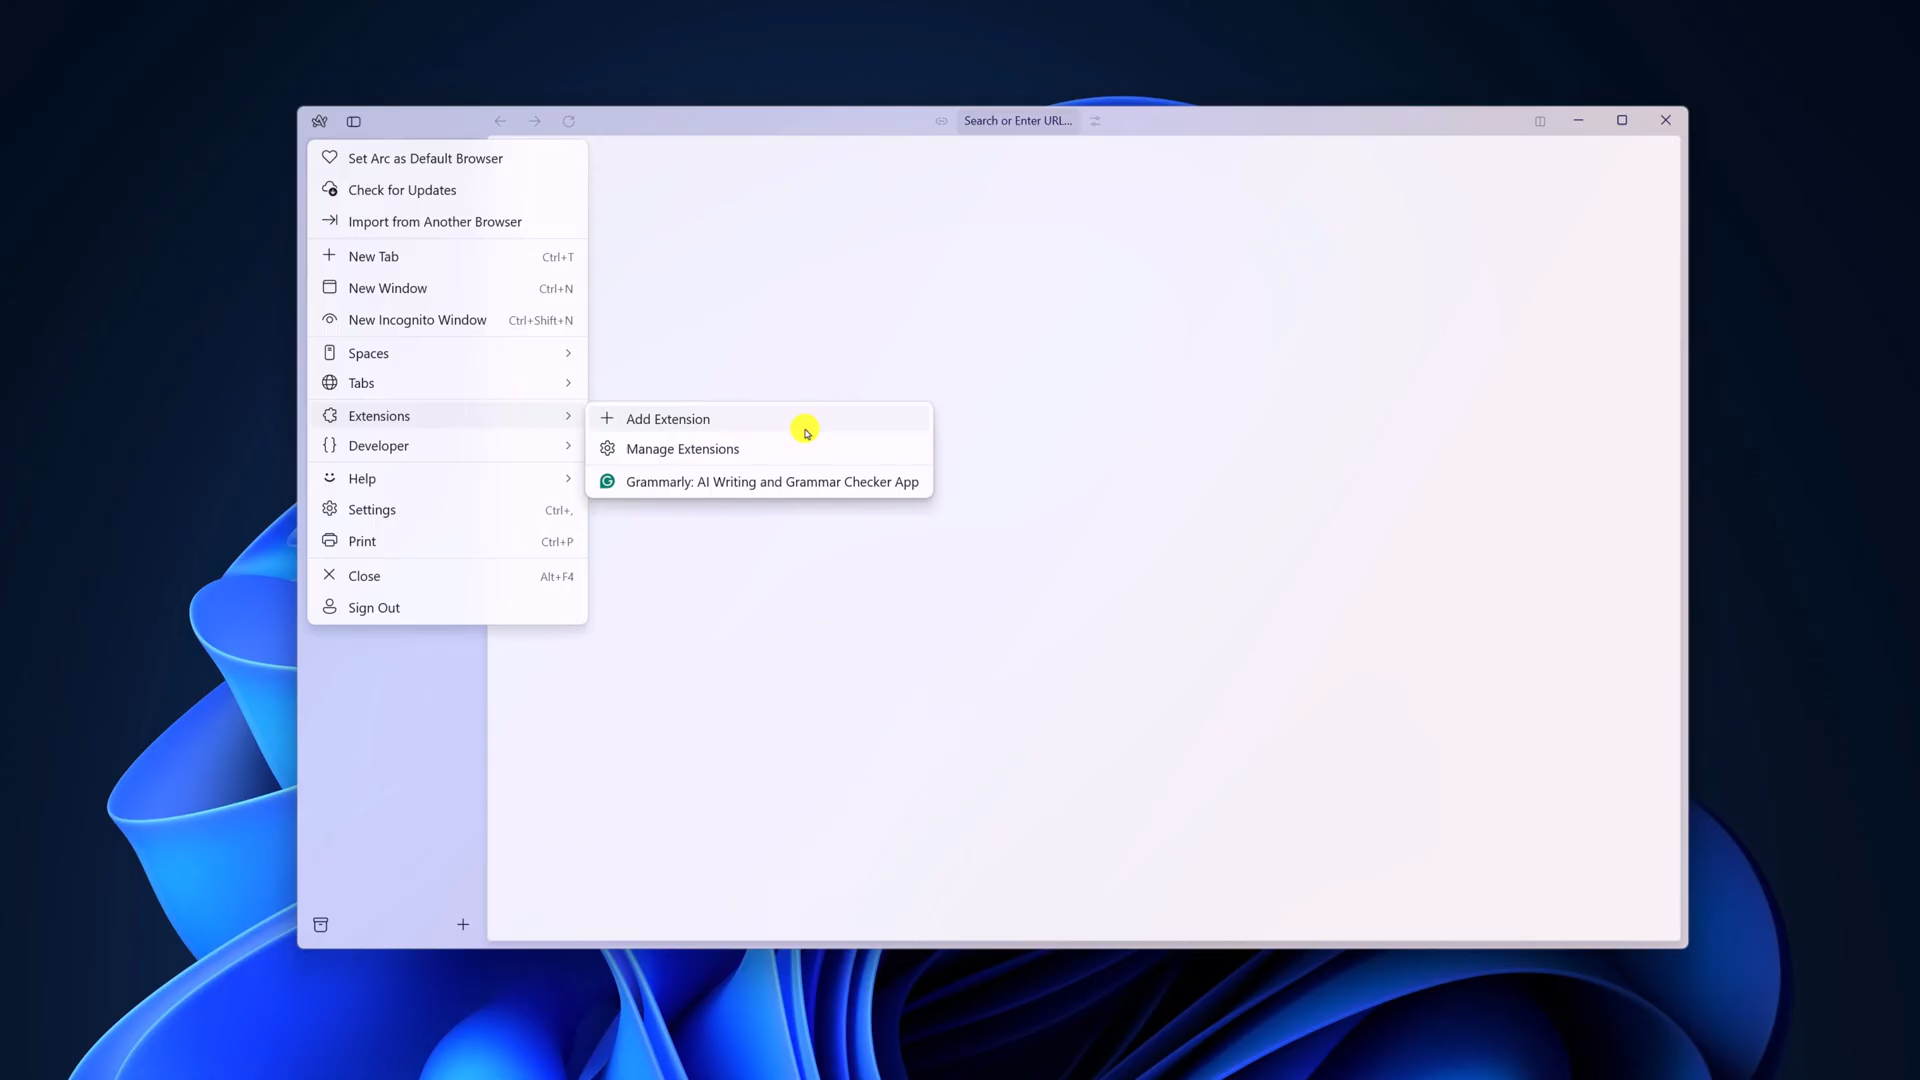 Search or Enter URL...
Set Arc as Default Browser
Check for Updates
Import from Another Browser
New Tab Ctrl+T
New Window Ctrl+N
New Incognito Window Ctrl+Shift+N
Spaces
Tabs
Extensions
Add Extension
Developer
Manage Extensions
Help
Grammarly: AI Writing and Grammar Checker App
Settings Ctrl+,
Print Ctrl+P
Close Alt+F4
Sign Out